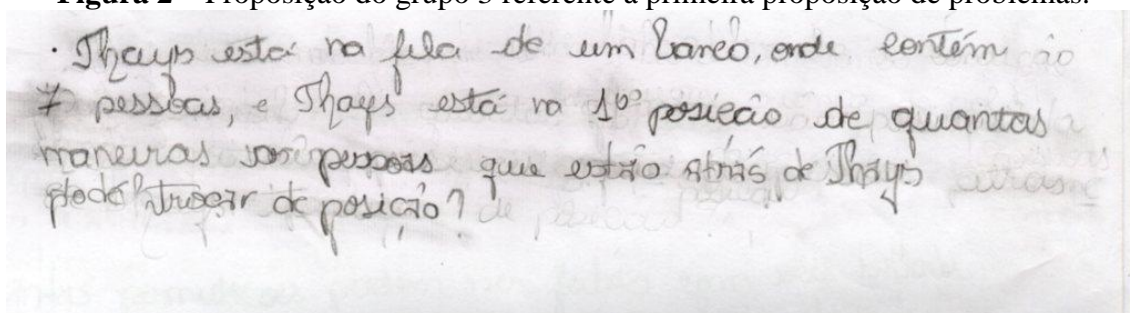 Figura 2 – Proposição do grupo 3 referente à primeira proposição de problemas.
· Thays está na fila de um banco, onde contém
7 pessoas, e Thays está na 1º posição de quantas
maneiras pessoas que estão atrás de Thays
pode trocar de posição?